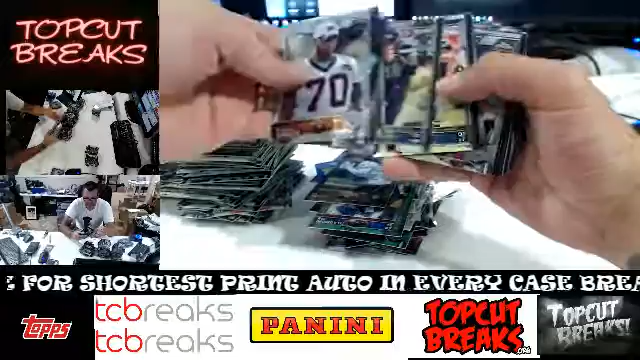 TOPCUT
BREAKS
70
E FOR SHORTEST PRINT AUTO IN EVERY CASE BREA
topps
tcbreaks
tcbreaks
PANINI
TOPCUT
BREAKS
.ORG
TOPCUT
BREAKS!